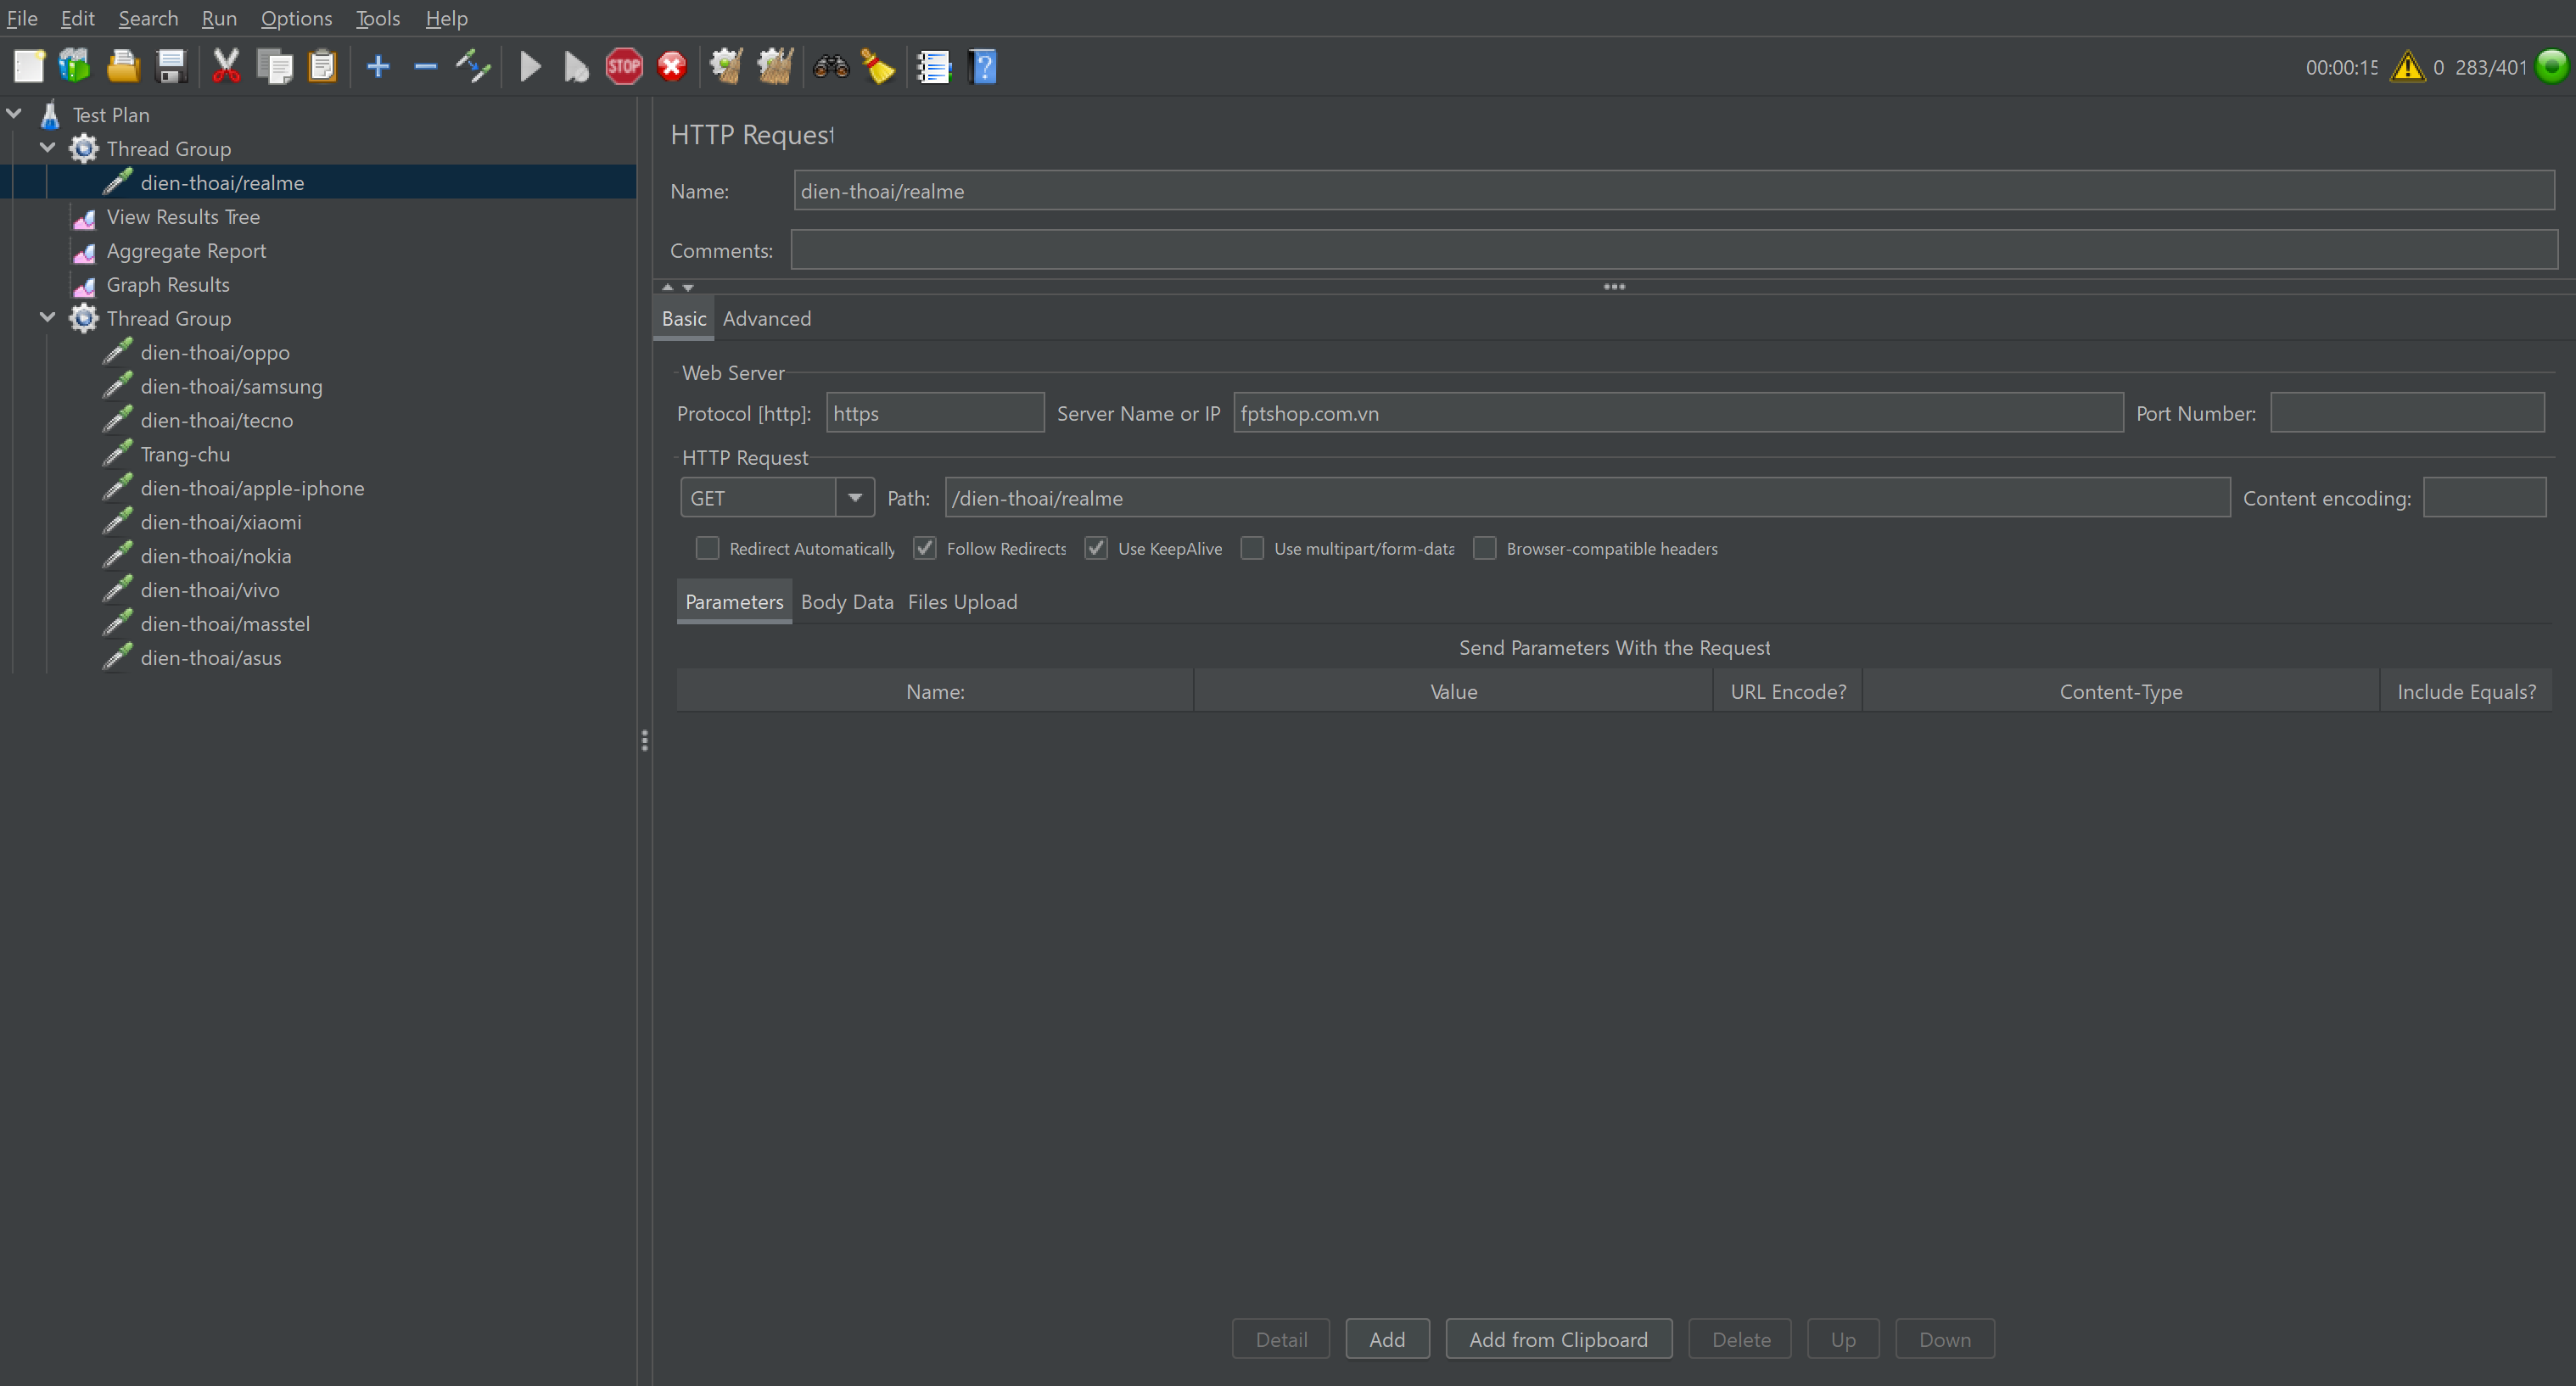 File Edit Search Run Options Tools Help
STOP ? 00:00:15 0 283/401
Test Plan
Thread Group
dien-thoai/realme
View Results Tree
Aggregate Report
Graph Results
Thread Group
dien-thoai/oppo
dien-thoai/samsung
dien-thoai/tecno
Trang-chu
dien-thoai/apple-iphone
dien-thoai/xiaomi
dien-thoai/nokia
dien-thoai/vivo
dien-thoai/masstel
dien-thoai/asus
HTTP Request
Name: dien-thoai/realme
Comments:
Basic Advanced
Web Server
Protocol [http]: https Server Name or IP fptshop.com.vn Port Number:
HTTP Request
GET Path: /dien-thoai/realme Content encoding:
Redirect Automatically Follow Redirects Use KeepAlive Use multipart/form-data Browser-compatible headers
Parameters Body Data Files Upload
Send Parameters With the Request
Name: Value URL Encode? Content-Type Include Equals?
Detail Add Add from Clipboard Delete Up Down